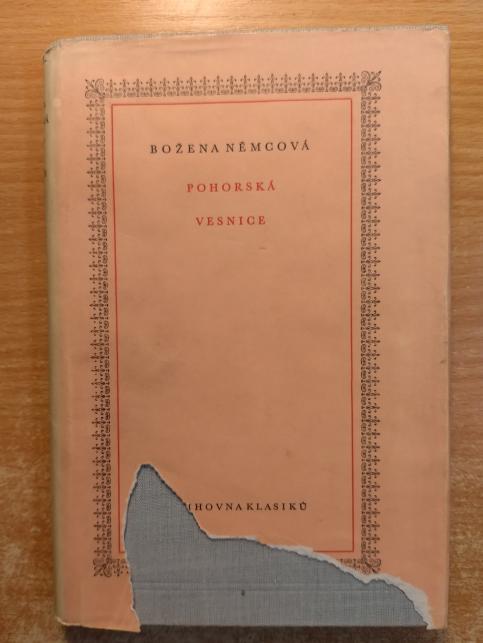 BOŽENA NĚMCOVÁ
POHORSKÁ
VESNICE
IHOVNA KLASIKŮ